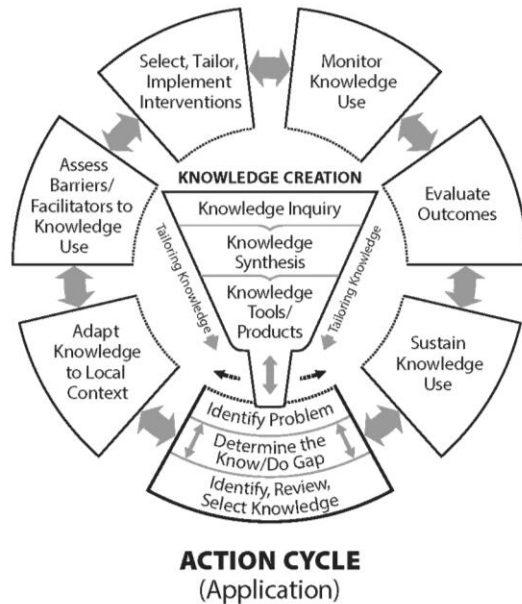 Select, Tailor,
Implement
Interventions
Monitor
Knowledge
Use
Assess
Barriers/
Facilitators to
Knowledge
Use
KNOWLEDGE CREATION
Knowledge Inquiry
Knowledge
Synthesis
Knowledge
Tools/
Products
Tailoring Knowledge
Tailoring Knowledge
Evaluate
Outcomes
Adapt
Knowledge
to Local
Context
Sustain
Knowledge
Use
Identify Problem
Determine the
Know/Do Gap
Identify, Review,
Select Knowledge
ACTION CYCLE
(Application)